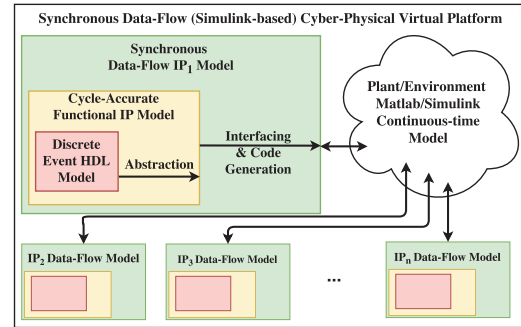 Synchronous Data-Flow (Simulink-based) Cyber-Physical Virtual Platform
Synchronous
Data-Flow IP1 Model
Cycle-Accurate
Functional IP Model
Discrete
Event HDL
Model
Abstraction
Interfacing
& Code
Generation
Plant/Environment
Matlab/Simulink
Continuous-time
Model
IP2 Data-Flow Model
IP3 Data-Flow Model
...
IPn Data-Flow Model